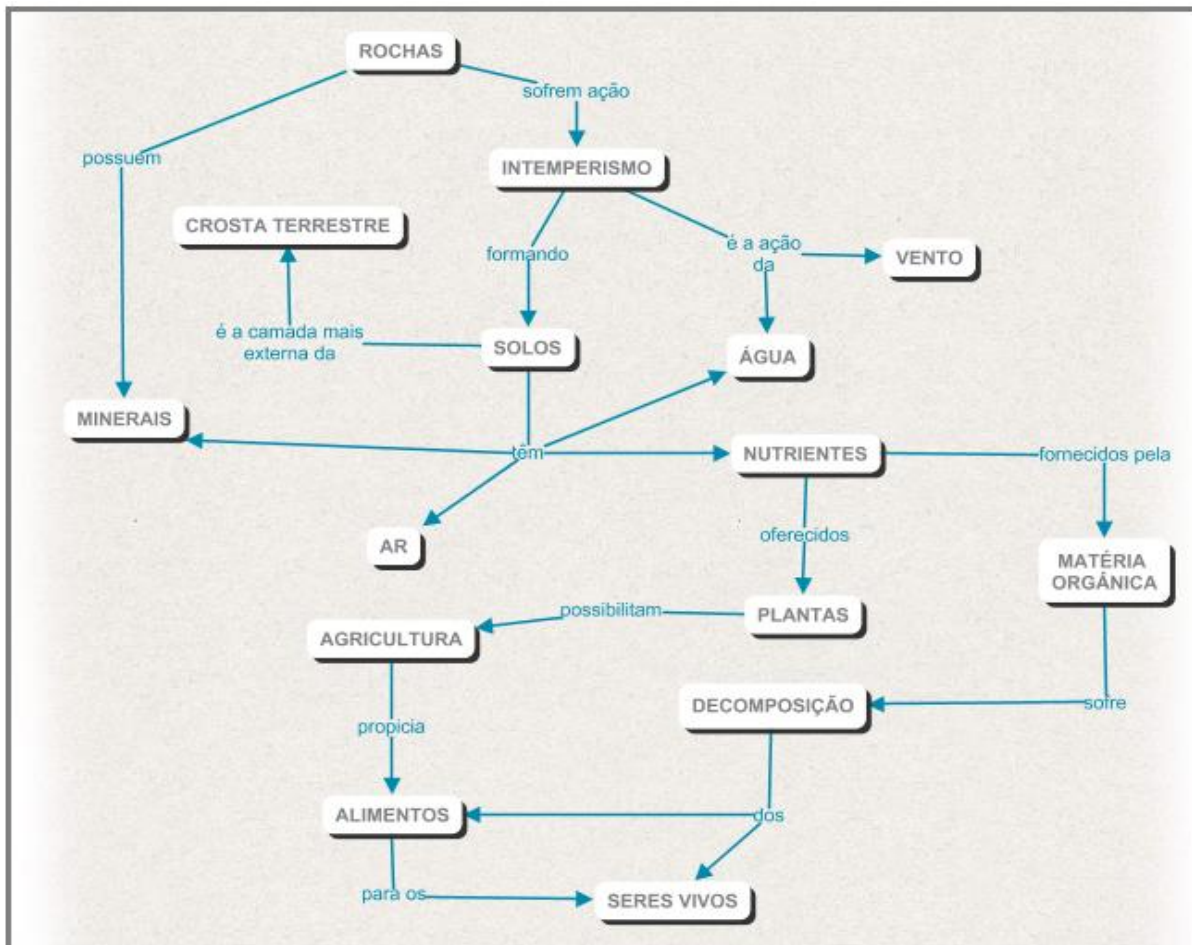 ROCHAS
sofrem ação
possuem
INTEMPERISMO
CROSTA TERRESTRE
formando
é a ação
da
VENTO
é a camada mais
externa da
SOLOS
ÁGUA
MINERAIS
têm
NUTRIENTES
fornecidos pela
AR
oferecidos
MATÉRIA
ORGÂNICA
possibilitam
PLANTAS
AGRICULTURA
DECOMPOSIÇÃO
sofre
propicia
ALIMENTOS
dos
para os
SERES VIVOS